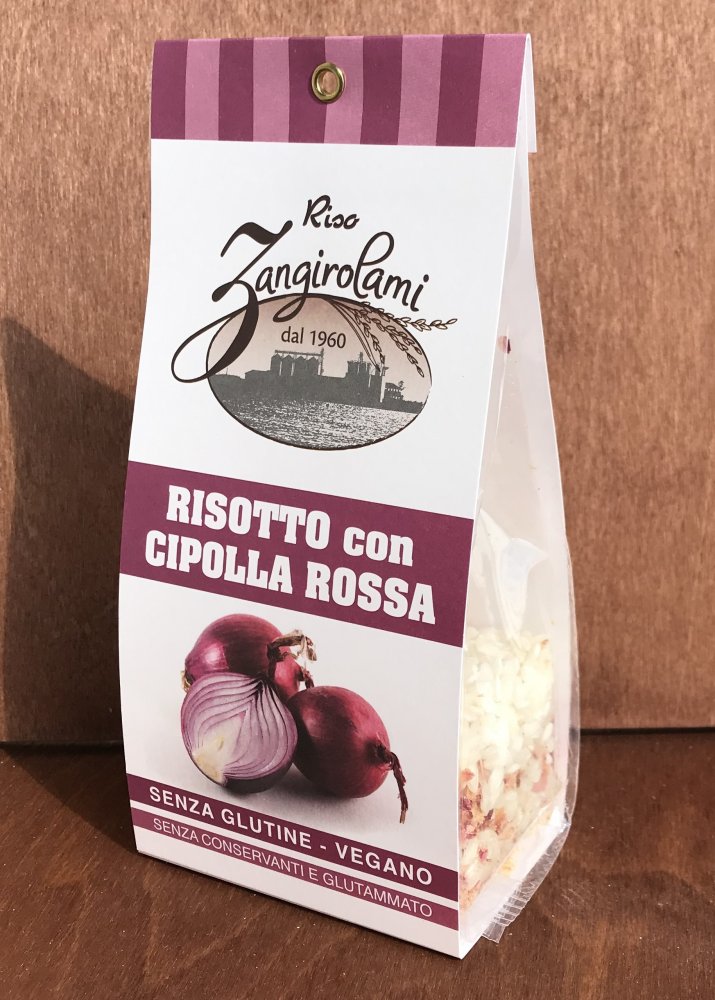 Riso
Zangirolami
dal 1960
RISOTTO con
CIPOLLA ROSSA
SENZA GLUTINE - VEGANO
SENZA CONSERVANTI E GLUTAMMATO